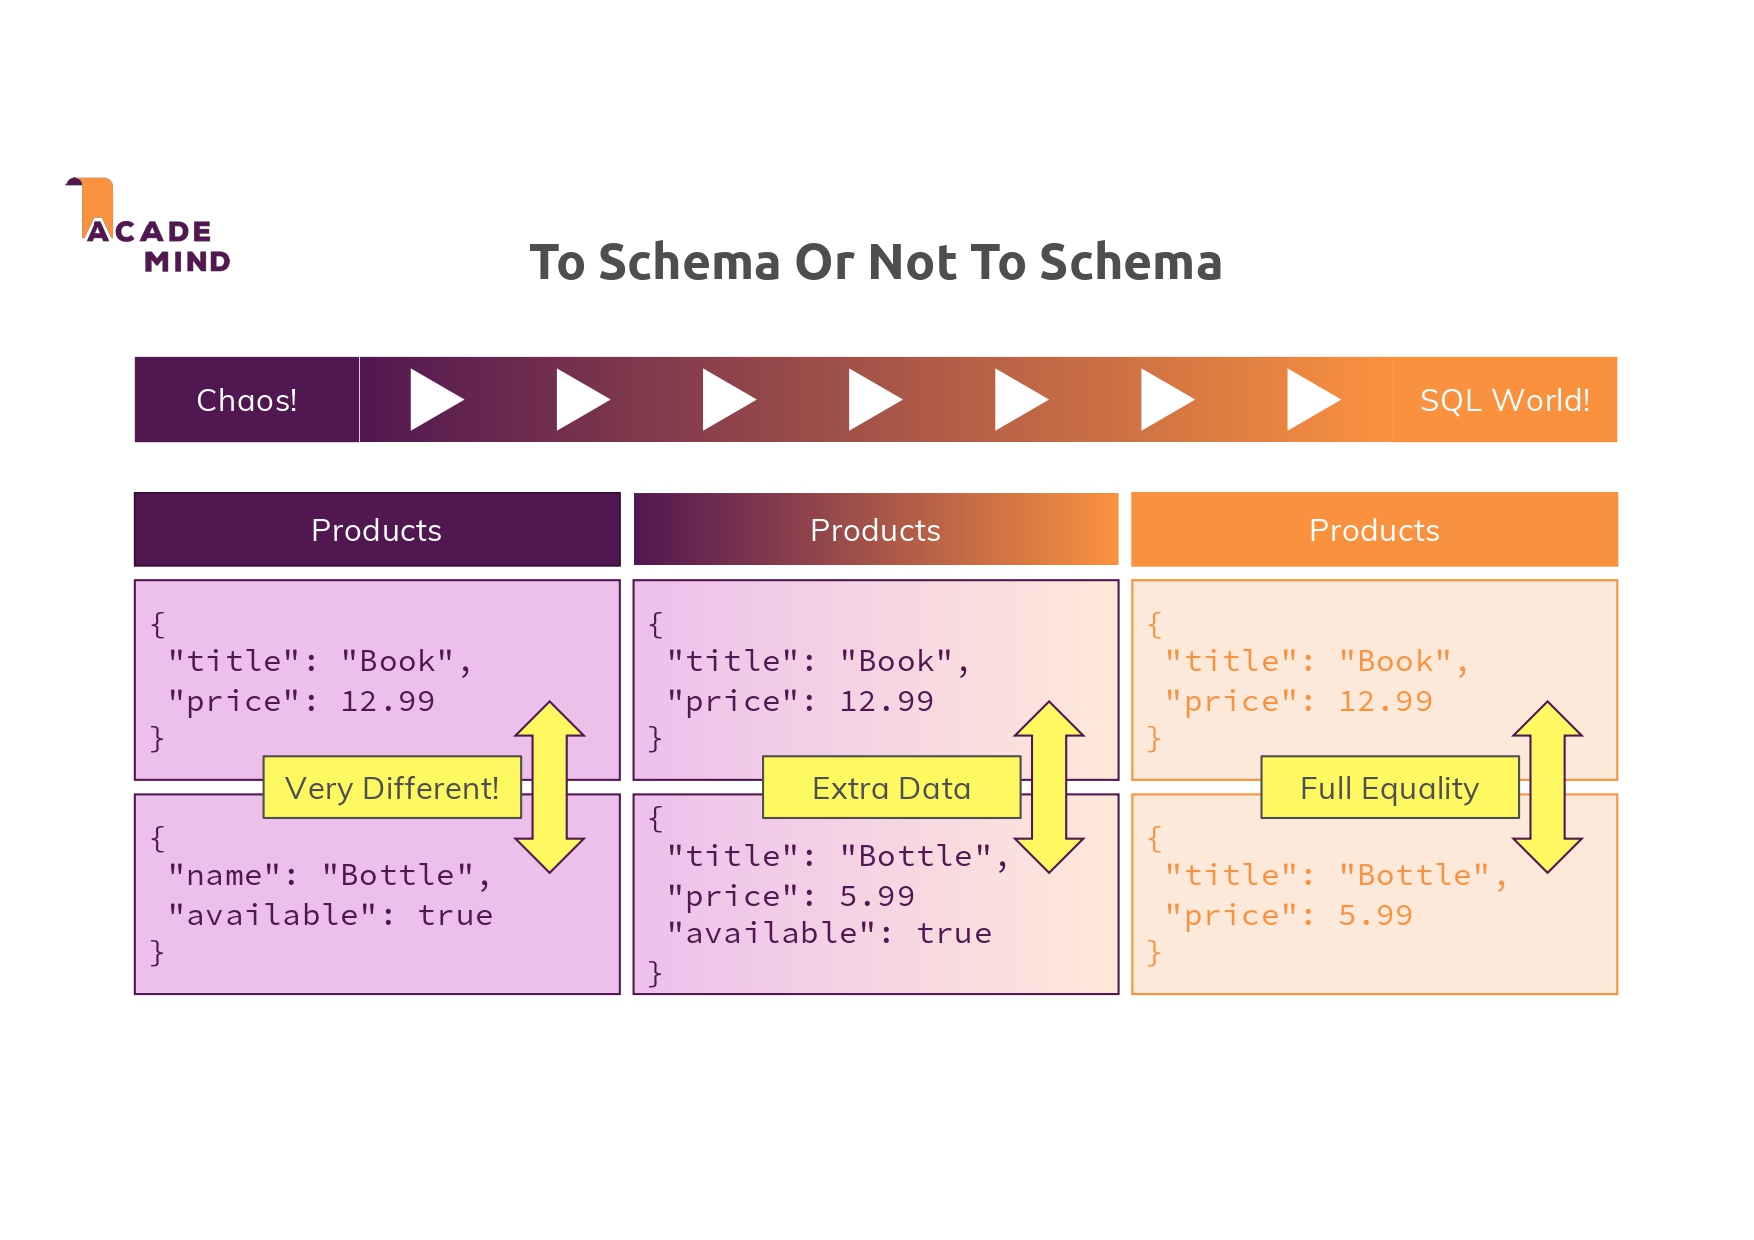 ACADE
MIND
To Schema Or Not To Schema
Chaos!
SQL World!
Products
{
"title": "Book",
"price": 12.99
}
Very Different!
{
"name": "Bottle",
"available": true
}
Products
{
"title": "Book",
"price": 12.99
}
Extra Data
{
"title": "Bottle",
"price": 5.99
"available": true
}
Products
{
"title": "Book",
"price": 12.99
}
Full Equality
{
"title": "Bottle",
"price": 5.99
}